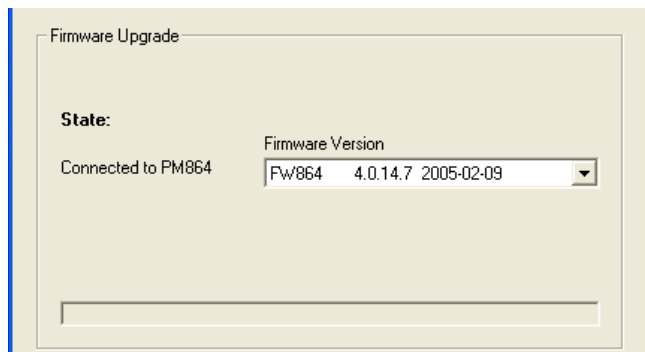 Firmware Upgrade
State:
Firmware Version
Connected to PM864
FW864 4.0.14.7 2005-02-09